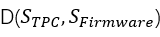 D(S_TPC, S_Firmware)